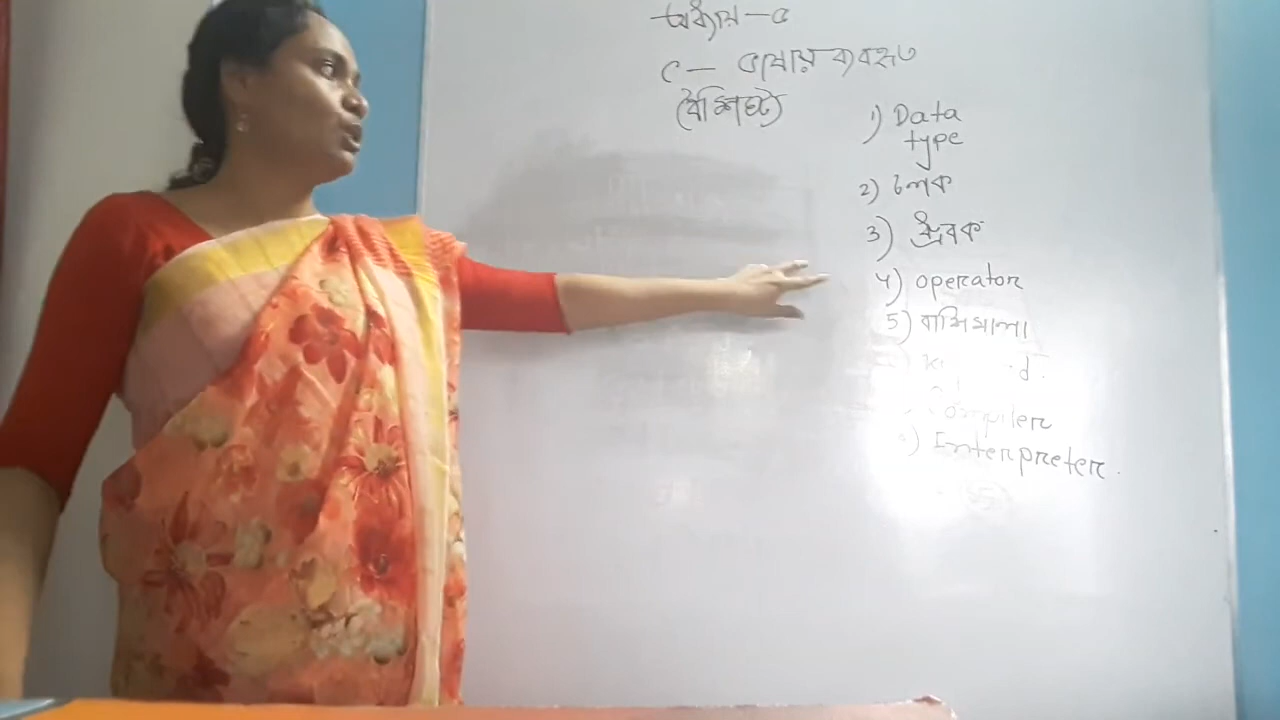 অধ্যায় - ৫
C - ভাষায় ব্যবহৃত
বৈশিষ্ট্য
1) Data
type
2) চলক
3) ধ্রুবক
4) operator
5) রাশিমালা
compiler
Interpreter